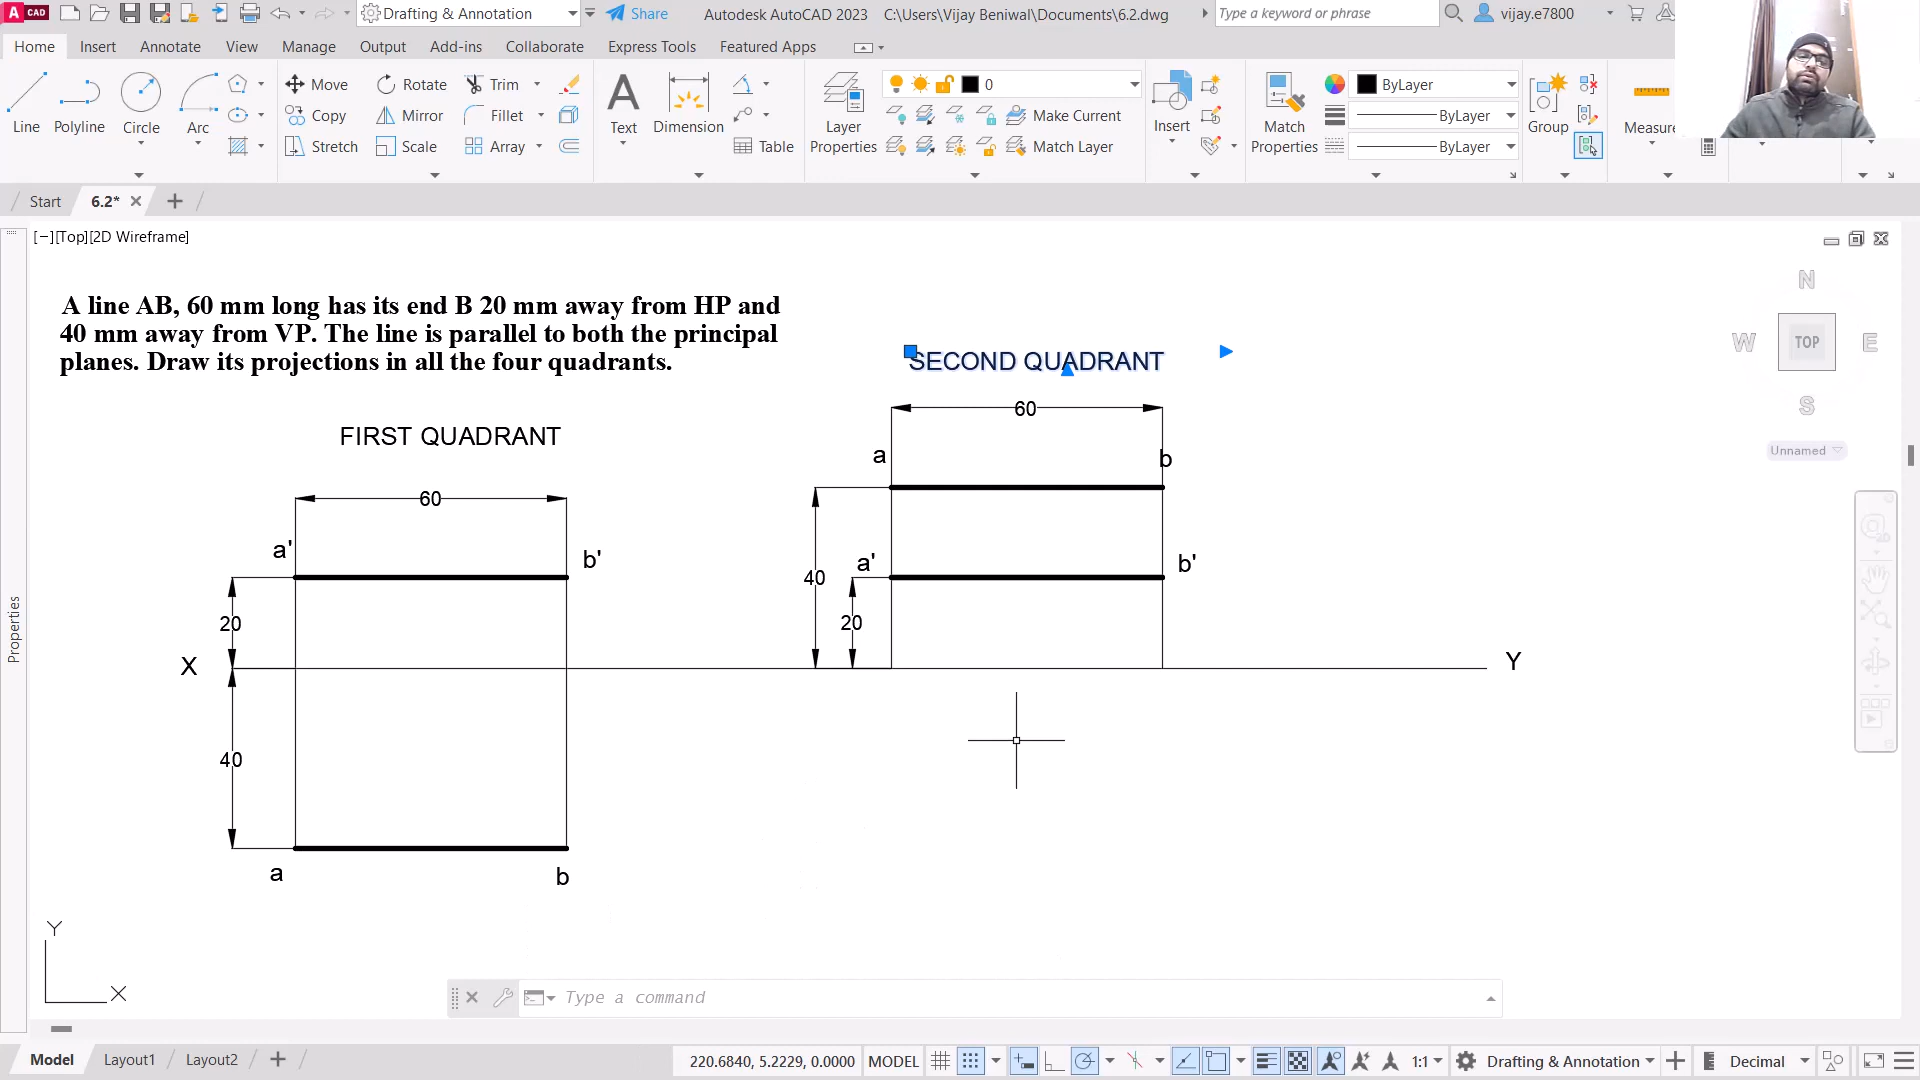 A CAD Drafting & Annotation Share Autodesk AutoCAD 2023 C:\Users\Vijay Beniwal\Documents\6.2.dwg Type a keyword or phrase vijay.e7800
Home Insert Annotate View Manage Output Add-ins Collaborate Express Tools Featured Apps
Move Rotate Trim 0 ByLayer
Copy Mirror Fillet Make Current ByLayer
Line Polyline Circle Arc Text Dimension Layer Properties Insert Match Properties Group Measure
Stretch Scale Array Table Match Layer ByLayer
Start 6.2*
[−][Top][2D Wireframe]
A line AB, 60 mm long has its end B 20 mm away from HP and
40 mm away from VP. The line is parallel to both the principal
planes. Draw its projections in all the four quadrants.
N
W TOP E
S
Unnamed
SECOND QUADRANT
60
FIRST QUADRANT
a b
60
a' b'
a' b'
40
20 20
X Y
40
a b
Properties
Y
X
Type a command
Model Layout1 Layout2 220.6840, 5.2229, 0.0000 MODEL 1:1 Drafting & Annotation Decimal